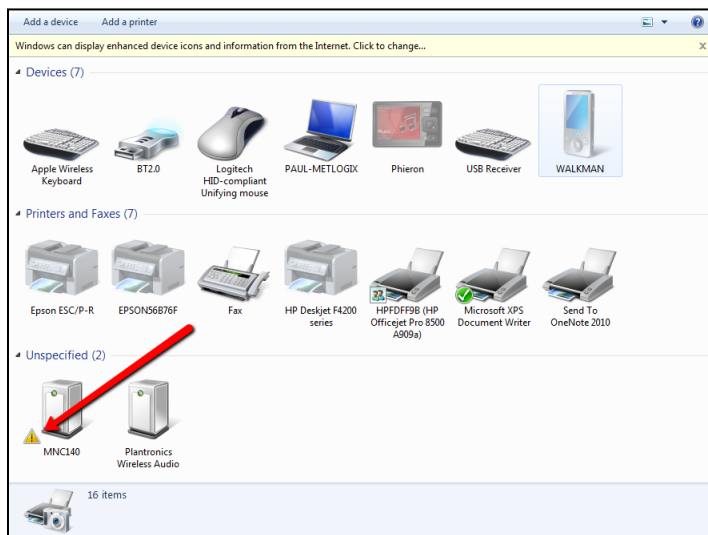 Add a device Add a printer
Windows can display enhanced device icons and information from the Internet. Click to change... x
Devices (7)
Apple Wireless
Keyboard
BT2.0
Logitech
HID-compliant
Unifying mouse
PAUL-METLOGIX
Phieron
USB Receiver
WALKMAN
Printers and Faxes (7)
Epson ESC/P-R
EPSON56B76F
Fax
HP Deskjet F4200
series
HPFDFF9B (HP
Officejet Pro 8500
A909a)
Microsoft XPS
Document Writer
Send To
OneNote 2010
Unspecified (2)
MNC140
Plantronics
Wireless Audio
16 items